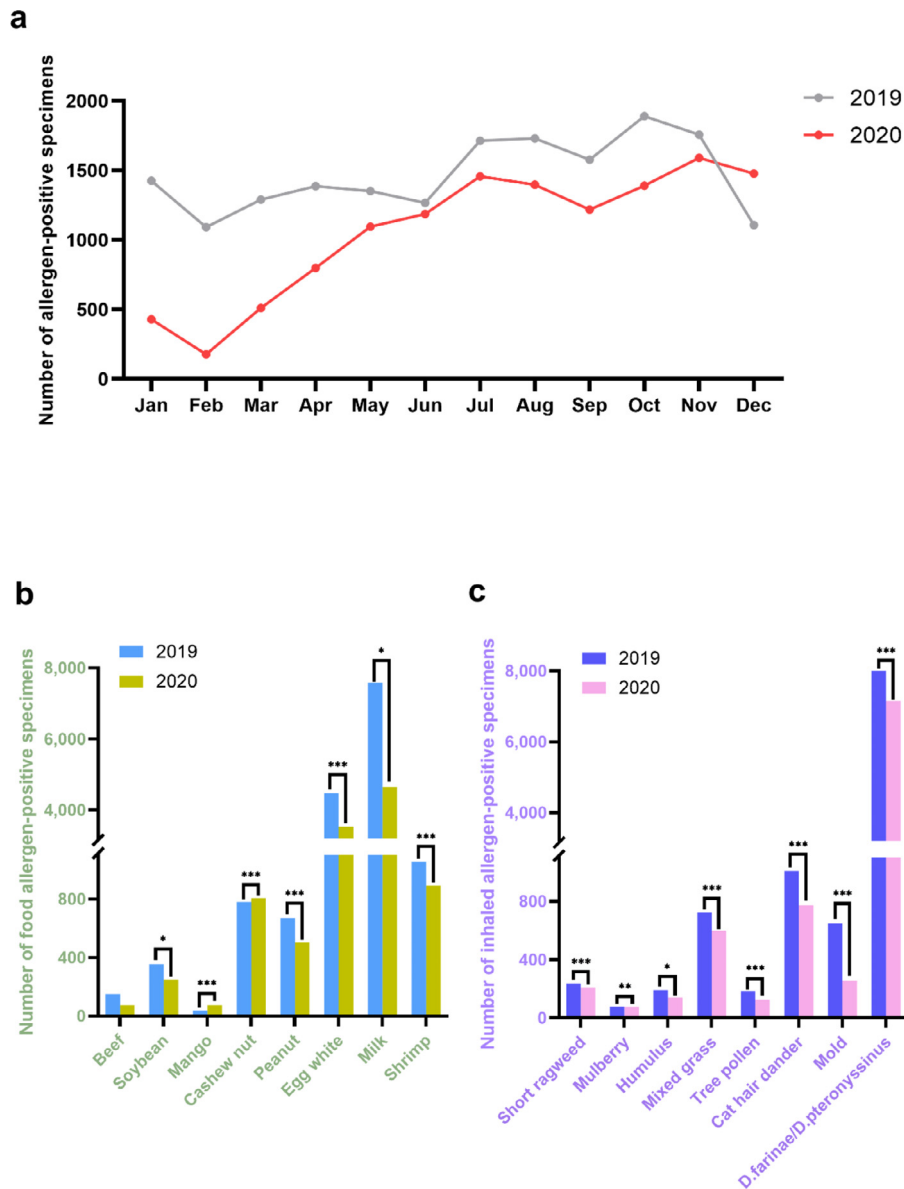 a
Number of allergen-positive specimens
2000
1500
1000
500
0
Jan Feb Mar Apr May Jun Jul Aug Sep Oct Nov Dec
2019
2020
b
Number of food allergen-positive specimens
2019
2020
8,000
6,000
4,000
800
400
0
*
***
***
***
***
*
***
Beef
Soybean
Mango
Cashew nut
Peanut
Egg white
Milk
Shrimp
c
Number of inhaled allergen-positive specimens
2019
2020
8,000
6,000
4,000
800
400
0
***
**
*
***
***
***
***
***
Short ragweed
Mulberry
Humulus
Mixed grass
Tree pollen
Cat hair dander
Mold
D.farinae/D.pteronyssinus